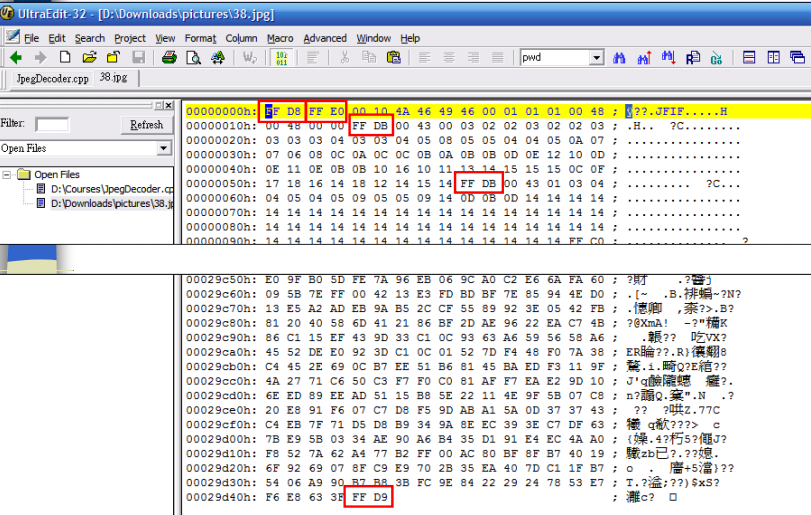 UltraEdit-32 - [D:\Downloads\pictures\38.jpg]
File Edit Search Project View Format Column Macro Advanced Window Help
pwd
JpegDecoder.cpp 38.jpg
Filter: Refresh
Open Files
Open Files
D:\Courses\JpegDecoder.cp
D:\Downloads\pictures\38.j
00000000h: FF D8 FF E0 00 10 4A 46 49 46 00 01 01 01 00 48 ; ??.JFIF.....H
00000010h: 00 48 00 00 FF DB 00 43 00 03 02 02 03 02 02 03 ; .H.. ?C........
00000020h: 03 03 03 04 03 03 04 05 08 05 05 04 04 05 0A 07 ; ................
00000030h: 07 06 08 0C 0A 0C 0C 0B 0A 0B 0B 0D 0E 12 10 0D ; ................
00000040h: 0E 11 0E 0B 0B 10 16 10 11 13 14 15 15 15 0C 0F ; ................
00000050h: 17 18 16 14 18 12 14 15 14 FF DB 00 43 01 03 04 ; ......... ?C...
00000060h: 04 05 04 05 09 05 05 09 14 0D 0B 0D 14 14 14 14 ; ................
00000070h: 14 14 14 14 14 14 14 14 14 14 14 14 14 14 14 14 ; ................
00000080h: 14 14 14 14 14 14 14 14 14 14 14 14 14 14 14 14 ; ................
00000090h: 14 14 14 14 14 14 14 14 14 14 14 14 14 14 FF C0 ; .............. ?
00029c50h: E0 9F B0 5D FE 7A 96 EB 06 9C A0 C2 E6 6A FA 60 ;
00029c60h: 09 5B 7E FF 00 42 13 E3 FD BD BF 7E 85 94 4E D0 ;
00029c70h: 13 E5 A2 AD EB 9A B5 2C CF 55 89 92 3E 05 42 FB ;
00029c80h: 81 20 40 58 6D 41 21 86 BF 2D AE 96 22 EA C7 4B ;
00029c90h: 86 C1 15 EF 43 9D 33 C1 0C 93 63 A6 59 56 58 A6 ;
00029ca0h: 45 52 DE E0 92 3D C1 0C 01 52 7D F4 48 F0 7A 38 ;
00029cb0h: C4 45 2E 69 0C B7 EE 51 B6 81 45 BA ED F3 11 9F ;
00029cc0h: 4A 27 71 C6 50 C3 F7 F0 C0 81 AF F7 EA E2 9D 10 ;
00029cd0h: 6E ED 89 EE AD 51 15 B8 5E 22 11 4E 9F 5B 07 C8 ;
00029ce0h: 20 E8 91 F6 07 C7 D8 F5 9D AB A1 5A 0D 37 37 43 ;
00029cf0h: C4 EB 7F 71 D5 D8 B9 34 9A 8E EC 39 3E C7 DF 63 ;
00029d00h: 7B E9 5B 03 34 AE 90 A6 B4 35 D1 91 E4 EC 4A A0 ;
00029d10h: F8 52 7A 62 A4 77 B2 FF 00 AC 80 BF 8F B7 40 19 ;
00029d20h: 6F 92 69 07 8F C9 E9 70 2B 35 EA 40 7D C1 1F B7 ;
00029d30h: 54 06 A9 90 B7 B8 3B FC 9E 84 22 29 24 78 53 E7 ;
00029d40h: F6 E8 63 3F FF D9 ;